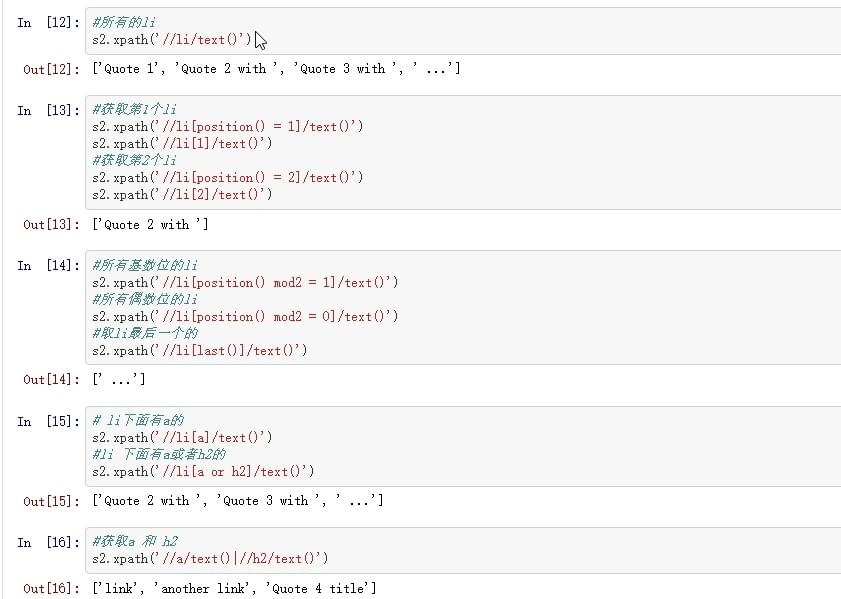 In [12]: #所有的li
s2.xpath('//li/text()')
Out[12]: ['Quote 1', 'Quote 2 with ', 'Quote 3 with ', ' ...']
In [13]: #获取第1个li
s2.xpath('//li[position() = 1]/text()')
s2.xpath('//li[1]/text()')
#获取第2个li
s2.xpath('//li[position() = 2]/text()')
s2.xpath('//li[2]/text()')
Out[13]: ['Quote 2 with ']
In [14]: #所有基数位的li
s2.xpath('//li[position() mod2 = 1]/text()')
#所有偶数位的li
s2.xpath('//li[position() mod2 = 0]/text()')
#取li最后一个的
s2.xpath('//li[last()]/text()')
Out[14]: [' ...']
In [15]: # li下面有a的
s2.xpath('//li[a]/text()')
#li 下面有a或者h2的
s2.xpath('//li[a or h2]/text()')
Out[15]: ['Quote 2 with ', 'Quote 3 with ', ' ...']
In [16]: #获取a 和 h2
s2.xpath('//a/text()|//h2/text()')
Out[16]: ['link', 'another link', 'Quote 4 title']